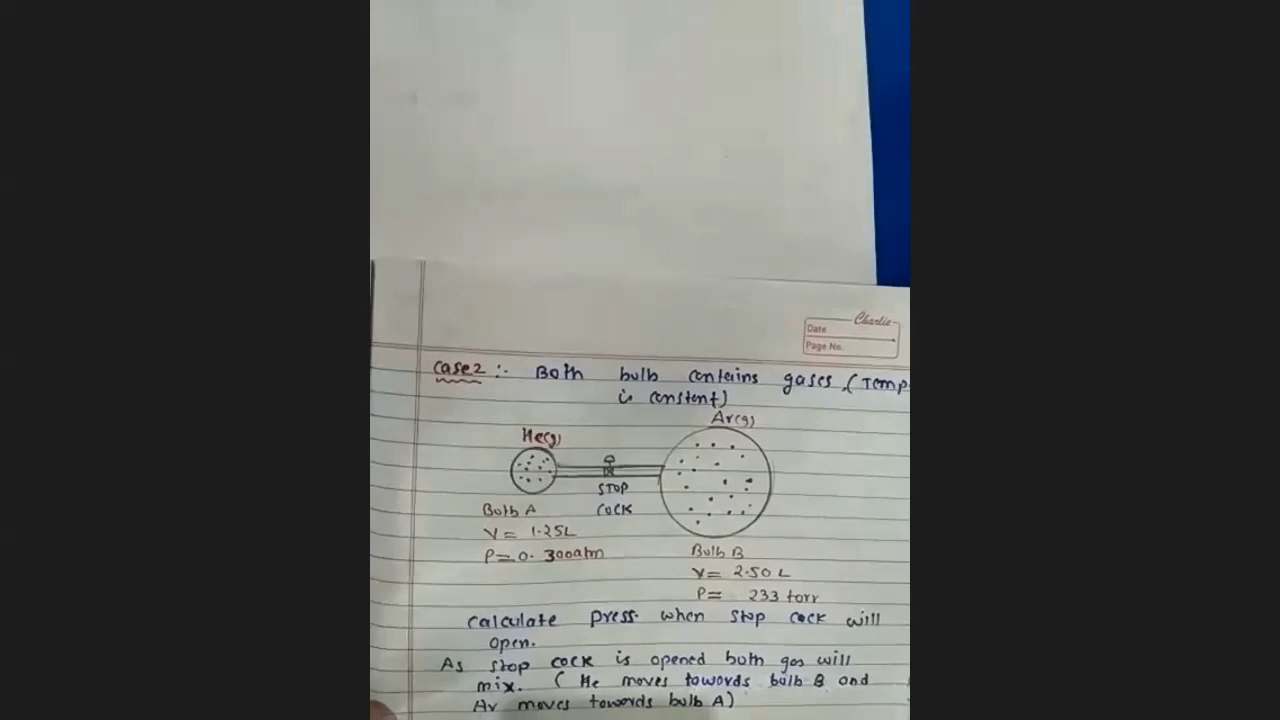 Charlie
Date
Page No.
Case 2 :- Both bulb contains gases (Temp
is constant)
Ar(g)
He(g)
STOP
COCK
Bulb A
V = 1.25L
P = 0.300atm
Bulb B
V = 2.50 L
P = 233 torr
Calculate press. when stop cock will
open.
As stop cock is opened both gas will
mix. ( He moves towards bulb B and
Ar moves towards bulb A)